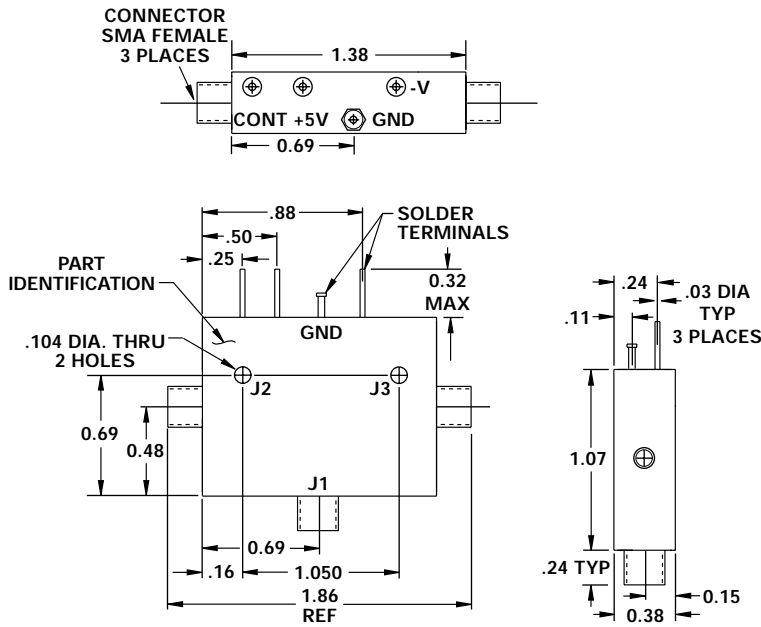 CONNECTOR
SMA FEMALE
3 PLACES
1.38
-V
CONT +5V GND
0.69
.88
.50
.25
SOLDER
TERMINALS
PART
IDENTIFICATION
0.32
MAX
GND
.104 DIA. THRU
2 HOLES
J2 J3
0.69
0.48
J1
0.69
.16 1.050
1.86
REF
.24
.03 DIA
TYP
3 PLACES
.11
1.07
.24 TYP
0.15
0.38